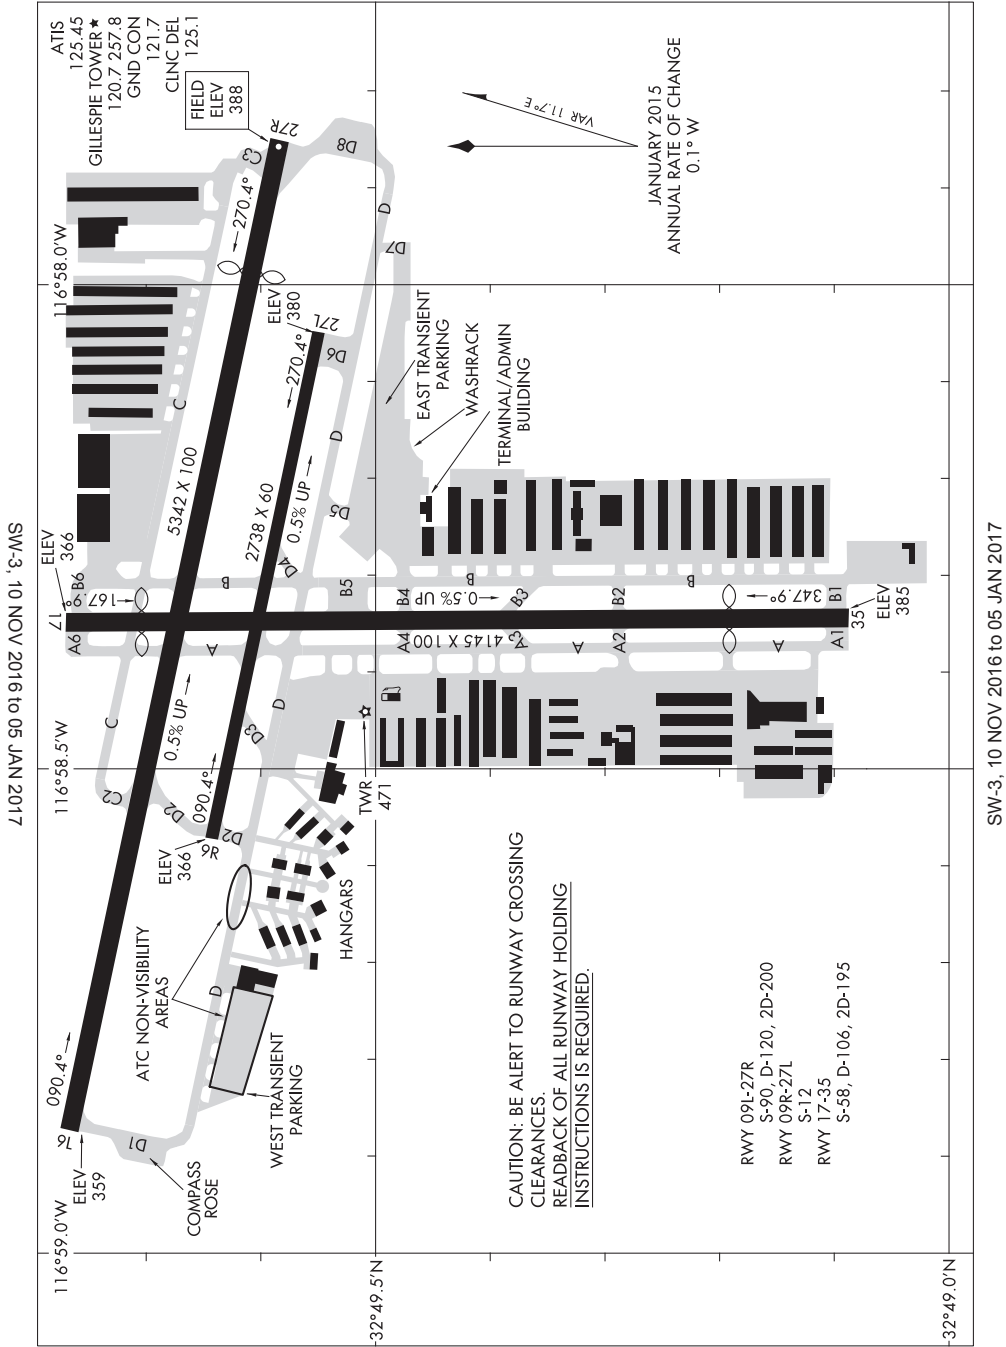 SW-3, 10 NOV 2016 to 05 JAN 2017
SW-3, 10 NOV 2016 to 05 JAN 2017
ATIS
125.45
GILLESPIE TOWER★
120.7 257.8
GND CON
121.7
CLNC DEL
125.1
FIELD
ELEV
388
27R
C3
D8
270.4°
VAR 11.7° E
JANUARY 2015
ANNUAL RATE OF CHANGE
0.1° W
116°58.0'W
D
D7
ELEV
380
27L
270.4°
D6
EAST TRANSIENT
PARKING
WASHRACK
TERMINAL/ADMIN
BUILDING
C
D
5342 X 100
2738 X 60
0.5% UP
D5
D4
ELEV
366
B6
B
B5
B4
B
B3
B2
B
B1
17
167.9°
0.5% UP
347.9°
35
ELEV
385
A6
A
A4
4145 X 100
A3
A
A2
A
A1
C
0.5% UP
D3
D
116°58.5'W
C2
D2
090.4°
D2
TWR
471
ELEV
366
9R
HANGARS
ATC NON-VISIBILITY
AREAS
D
WEST TRANSIENT
PARKING
090.4°
9L
ELEV
359
D1
COMPASS
ROSE
116°59.0'W
32°49.5'N
32°49.0'N
CAUTION: BE ALERT TO RUNWAY CROSSING
CLEARANCES.
READBACK OF ALL RUNWAY HOLDING
INSTRUCTIONS IS REQUIRED.
RWY 09L-27R
S-90, D-120, 2D-200
RWY 09R-27L
S-12
RWY 17-35
S-58, D-106, 2D-195